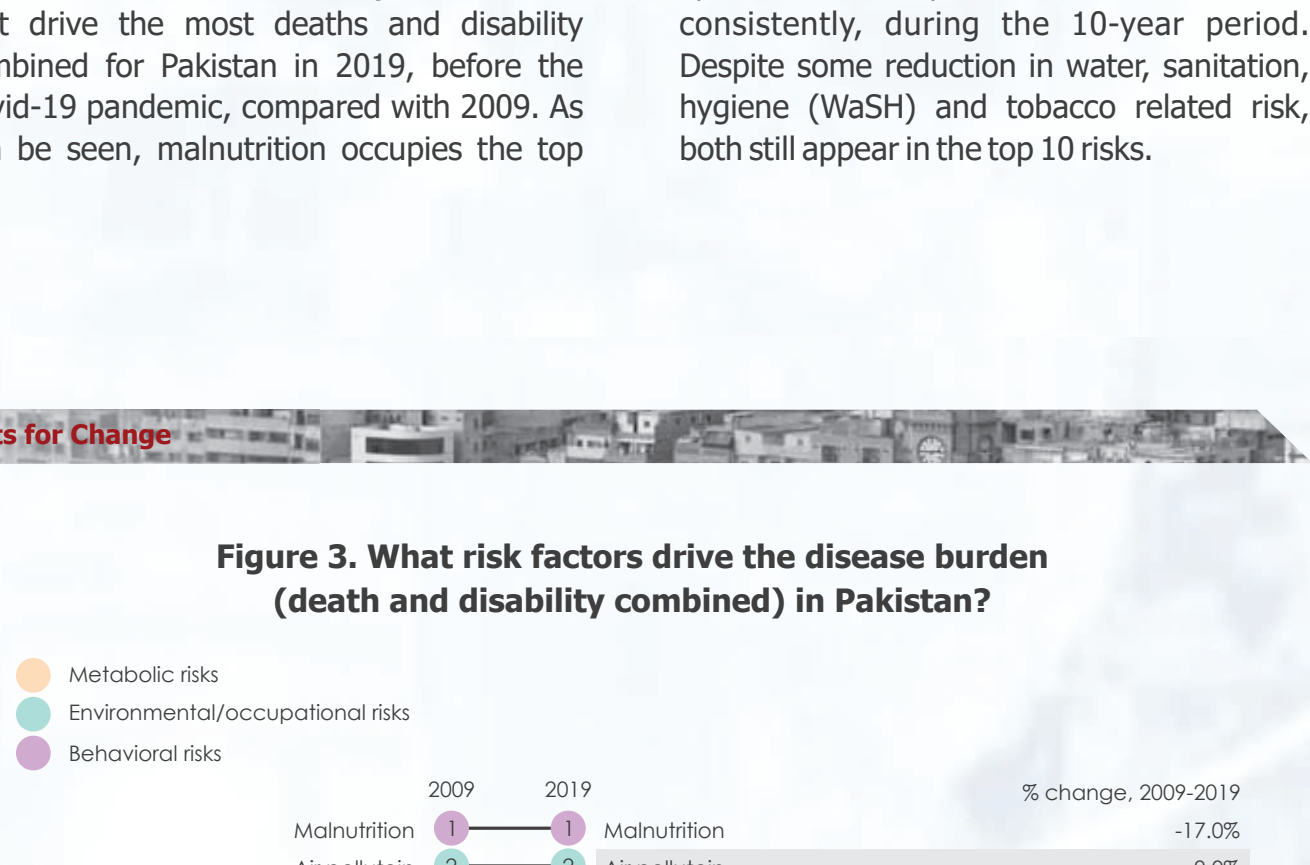 drive the most deaths and disability
for Pakistan in 2019, before the
pandemic, compared with 2009. As
be seen, malnutrition occupies the top
consistently, during the 10-year period.
Despite some reduction in water, sanitation,
hygiene (WaSH) and tobacco related risk,
both still appear in the top 10 risks.
for Change
Figure 3. What risk factors drive the disease burden
(death and disability combined) in Pakistan?
Metabolic risks
Environmental/occupational risks
Behavioral risks
2009 2019 % change, 2009-2019
Malnutrition 1 1 Malnutrition -17.0%